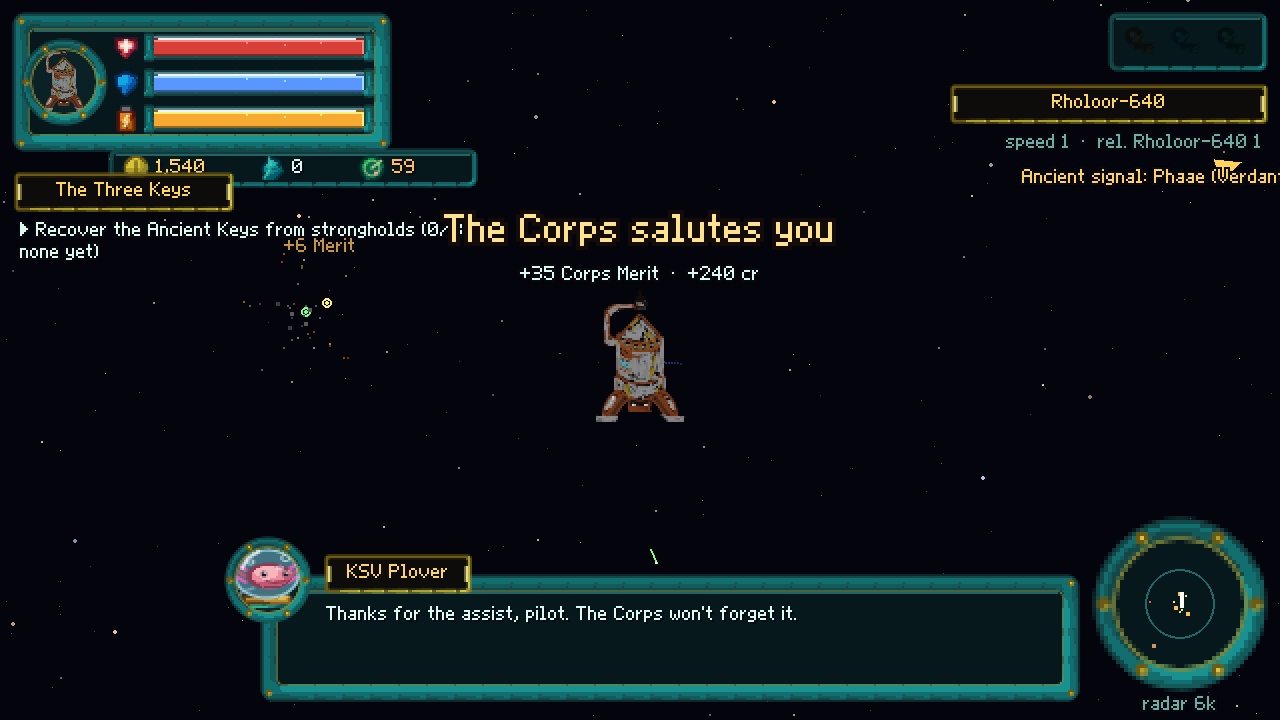 1,540
0
59
Rholoor-640
speed 1 · rel. Rholoor-640 1
Ancient signal: Phaae
The Three Keys
Recover the Ancient Keys from strongholds (0/
none yet)
+6 Merit
The Corps salutes you
+35 Corps Merit · +240 cr
KSV Plover
Thanks for the assist, pilot. The Corps won't forget it.
radar 6k